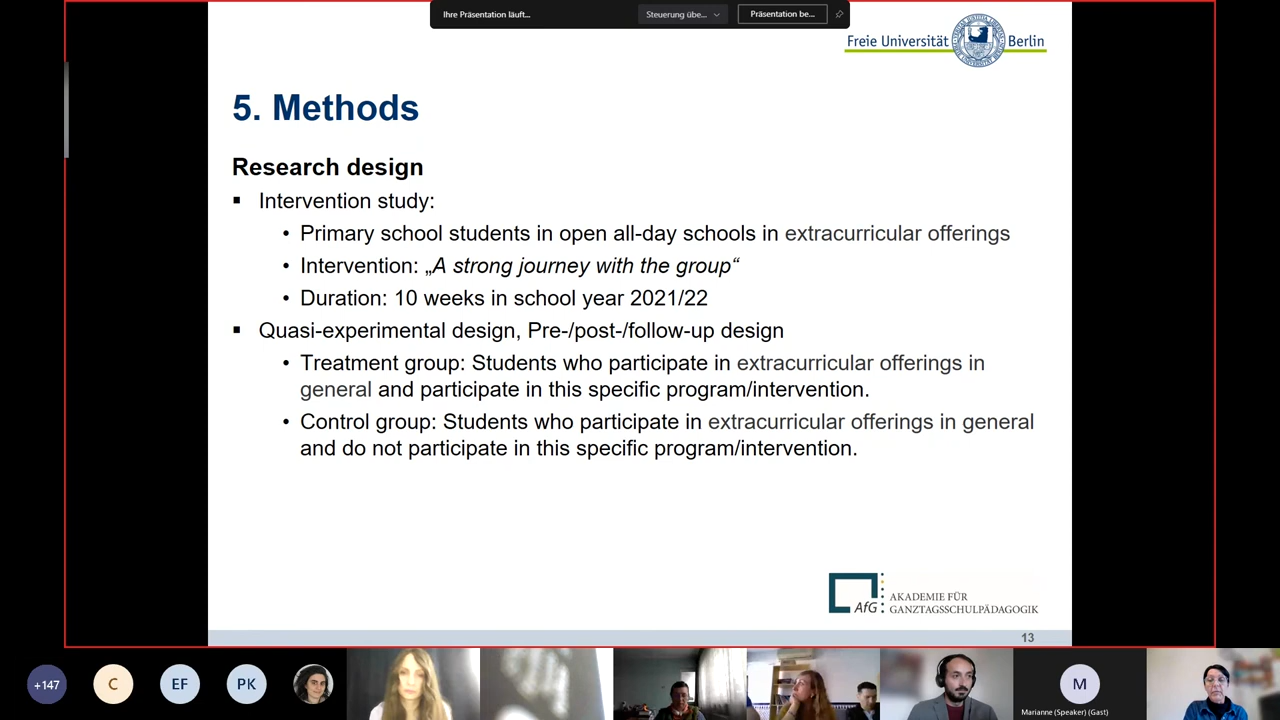 Ihre Präsentation läuft...
Steuerung übe...
Präsentation be...
Freie Universität Berlin
5. Methods
Research design
▪ Intervention study:
• Primary school students in open all-day schools in extracurricular offerings
• Intervention: „A strong journey with the group“
• Duration: 10 weeks in school year 2021/22
▪ Quasi-experimental design, Pre-/post-/follow-up design
• Treatment group: Students who participate in extracurricular offerings in
general and participate in this specific program/intervention.
• Control group: Students who participate in extracurricular offerings in general
and do not participate in this specific program/intervention.
AfG
AKADEMIE FÜR
GANZTAGSSCHULPÄDAGOGIK
13
+147
C
EF
PK
M
Marianne (Speaker) (Gast)